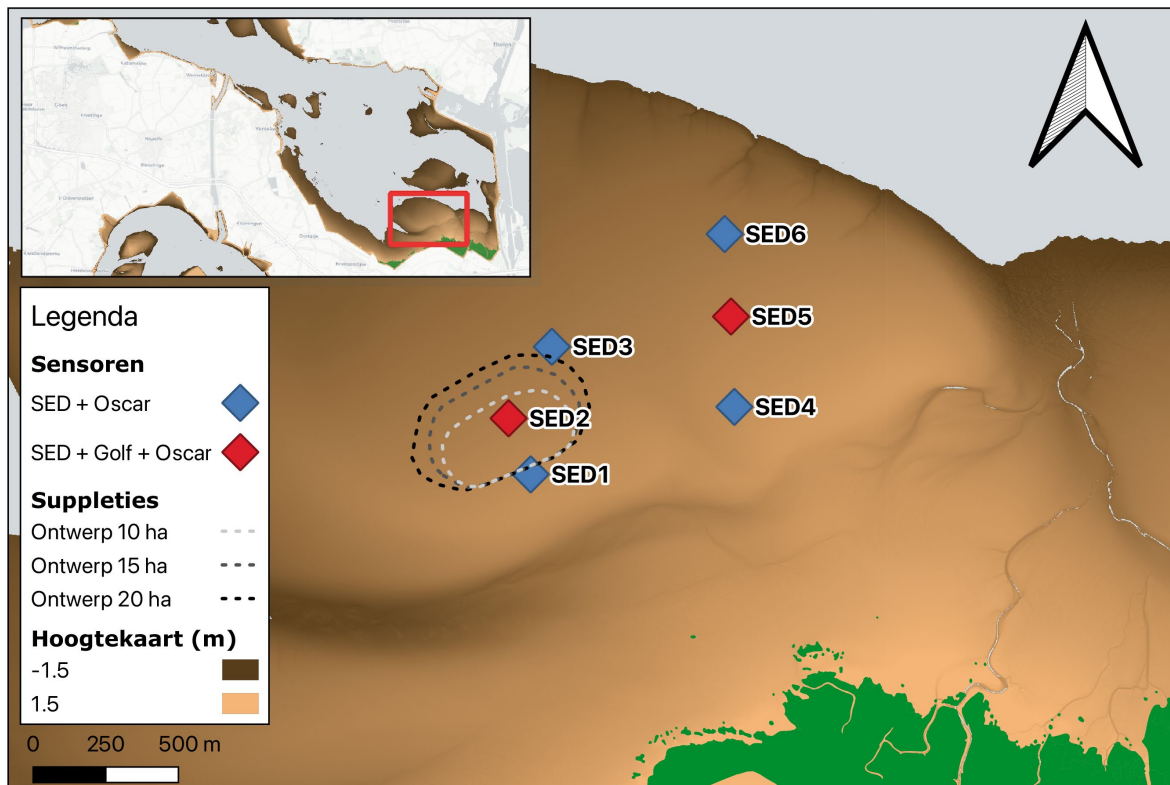 Goes
SED6
SED5
SED3
SED4
SED2
SED1
Legenda
Sensoren
SED + Oscar
SED + Golf + Oscar
Suppleties
Ontwerp 10 ha
Ontwerp 15 ha
Ontwerp 20 ha
Hoogtekaart (m)
-1.5
1.5
0 250 500 m